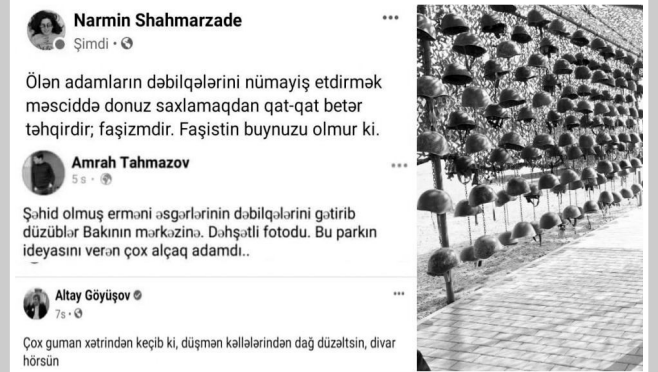 Narmin Shahmarzade
Şimdi ·
Ölən adamların dəbilqələrini nümayiş etdirmək
məsciddə donuz saxlamaqdan qat-qat betər
təhqirdir; faşizmdir. Faşistin buynuzu olmur ki.
Amrah Tahmazov
5 s ·
Şəhid olmuş erməni əsgərlərinin dəbilqələrini gətirib
düzüblər Bakının mərkəzinə. Dəhşətli fotodu. Bu parkın
ideyasını verən çox alçaq adamdı..
Altay Göyüşov
7s ·
Çox guman xətrindən keçib ki, düşmən kəllələrindən dağ düzəltsin, divar
hörsün